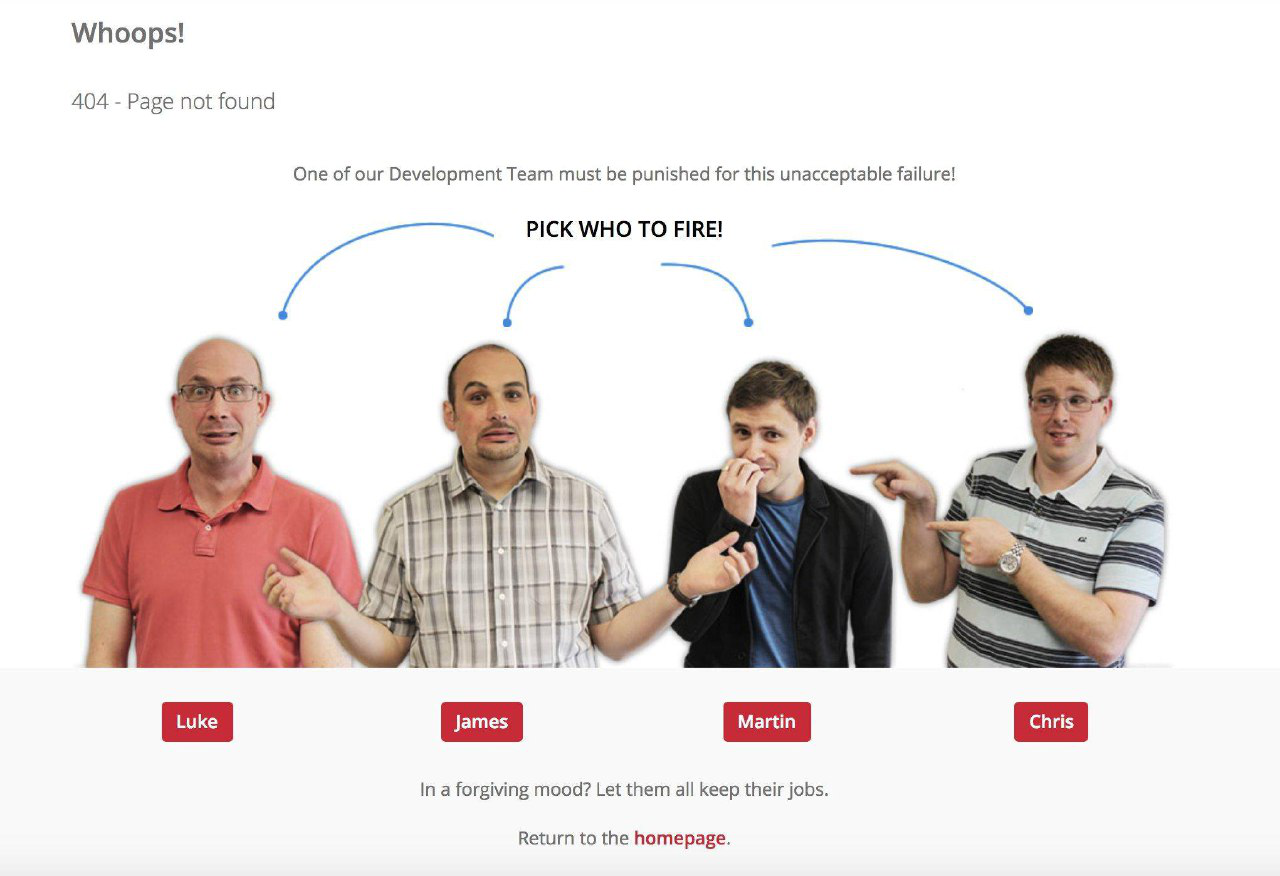 Whoops!
404 - Page not found
One of our Development Team must be punished for this unacceptable failure!
PICK WHO TO FIRE!
Luke
James
Martin
Chris
In a forgiving mood? Let them all keep their jobs.
Return to the homepage.